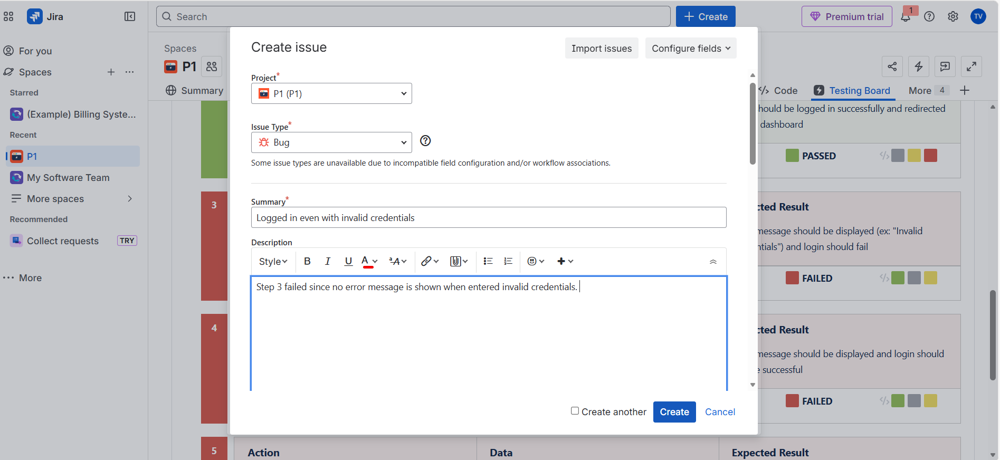 Jira
Search
Create
Premium trial
1
TV
For you
Spaces
Starred
(Example) Billing Syste...
Recent
P1
My Software Team
More spaces
Recommended
Collect requests
TRY
More
Spaces
P1
Summary
Code
Testing Board
More 4
Create issue
Import issues
Configure fields
Project*
P1 (P1)
Issue Type*
Bug
Some issue types are unavailable due to incompatible field configuration and/or workflow associations.
Summary*
Logged in even with invalid credentials
Description
Style B I U A ªA
Step 3 failed since no error message is shown when entered invalid credentials.
Create another
Create
Cancel
hould be logged in successfully and redirected
dashboard
PASSED
3
cted Result
message should be displayed (ex: "Invalid
ntials") and login should fail
FAILED
4
cted Result
message should be displayed and login should
e successful
FAILED
5
Action
Data
Expected Result